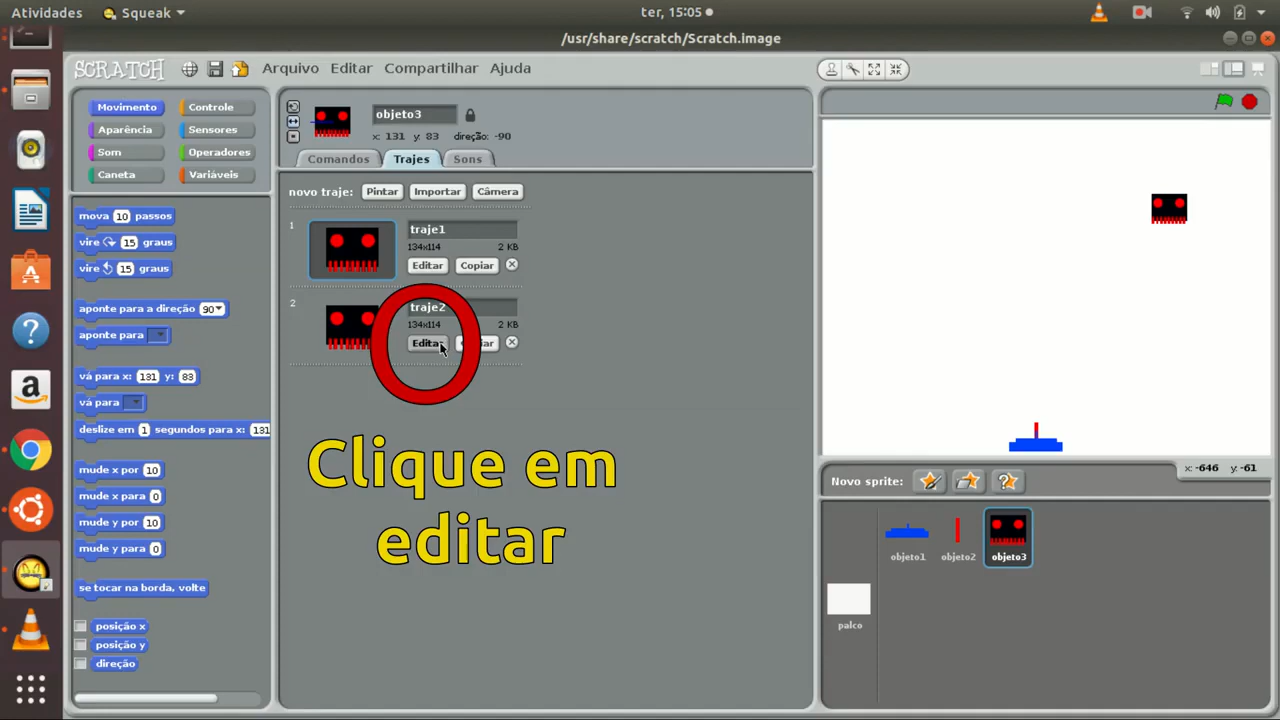 Atividades
Squeak
ter, 15:05
/usr/share/scratch/Scratch.image
SCRATCH
Arquivo Editar Compartilhar Ajuda
Movimento Controle
Aparência Sensores
Som Operadores
Caneta Variáveis
mova 10 passos
vire 15 graus
vire 15 graus
aponte para a direção 90
aponte para
vá para x: 131 y: 83
vá para
deslize em 1 segundos para x: 131
mude x por 10
mude x para 0
mude y por 10
mude y para 0
se tocar na borda, volte
posição x
posição y
direção
objeto3
x: 131 y: 83 direção: -90
Comandos Trajes Sons
novo traje: Pintar Importar Câmera
1
traje1
134x114 2 KB
Editar Copiar
2
traje2
134x114 2 KB
Editar
Clique em
editar
x: -646 y: -61
Novo sprite:
objeto1 objeto2 objeto3
palco